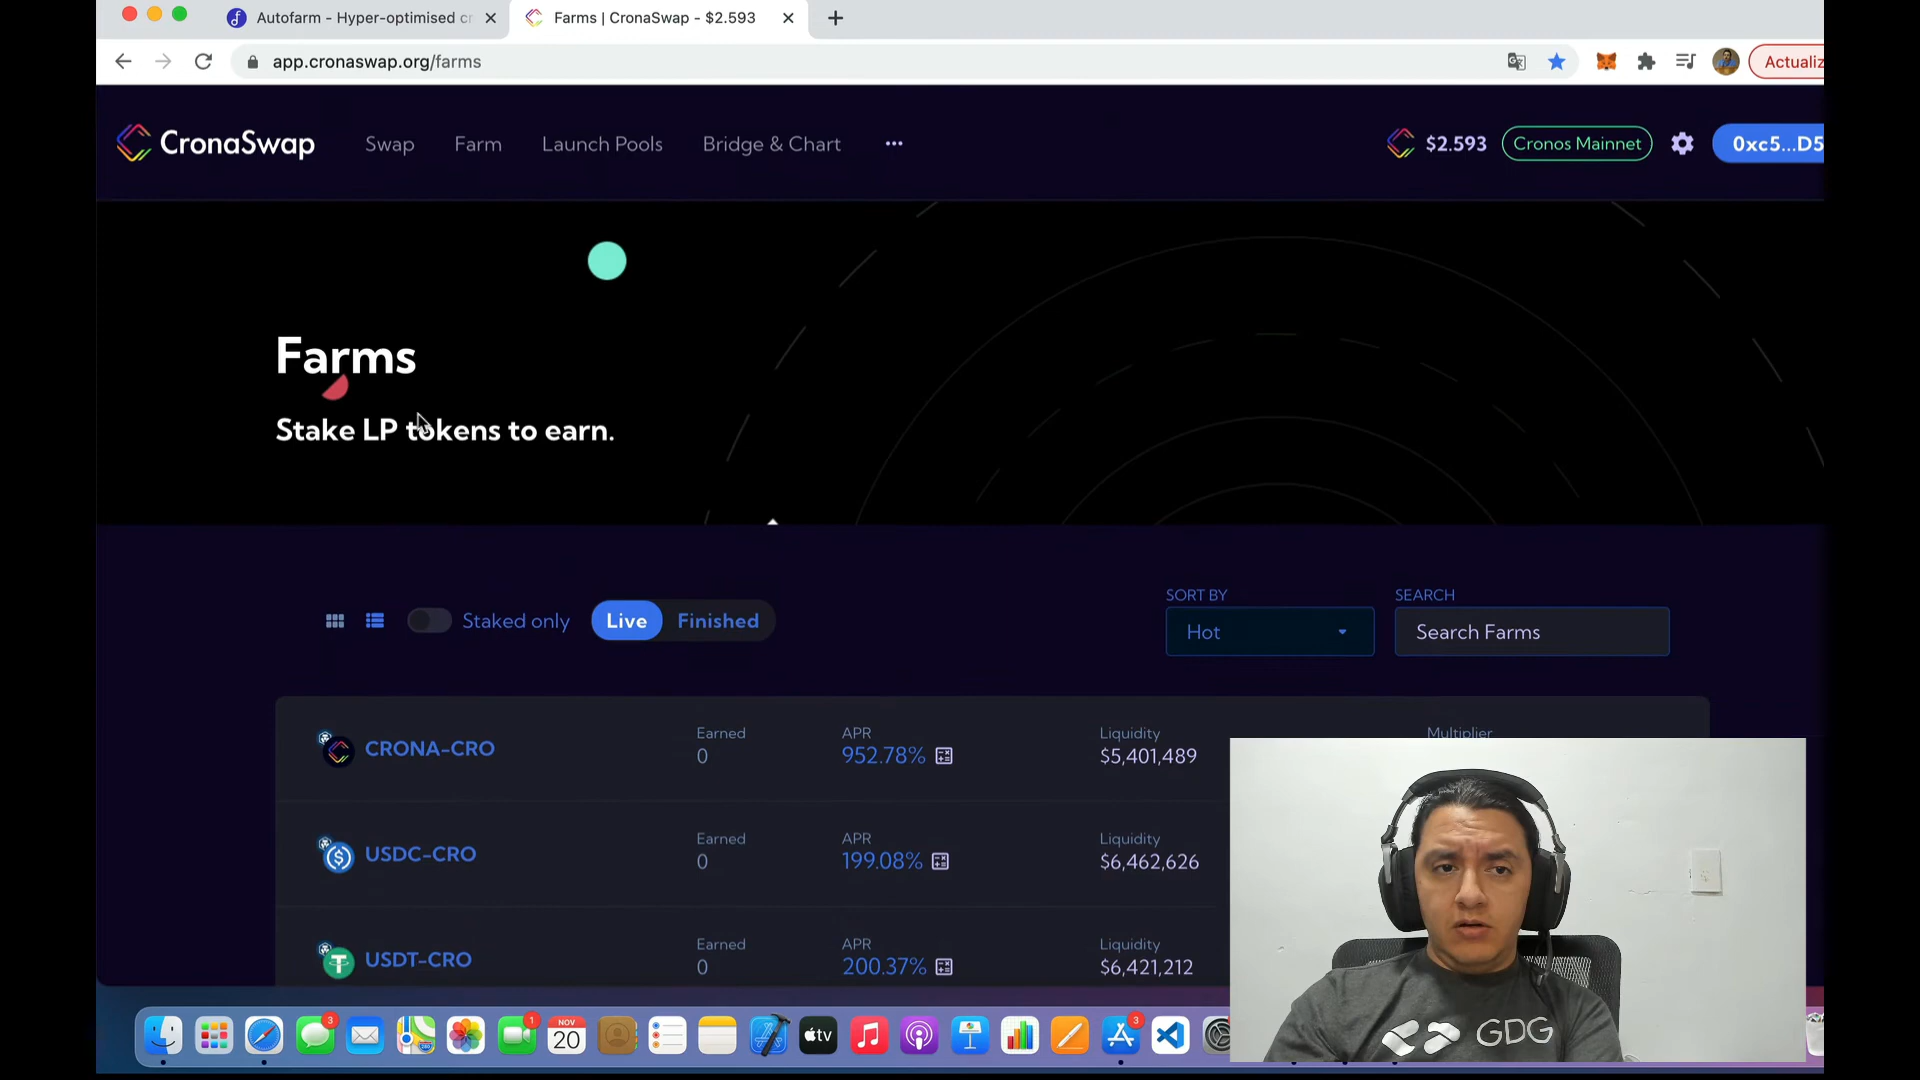 Autofarm - Hyper-optimised cr
Farms | CronaSwap - $2.593
app.cronaswap.org/farms
Actualiz
CronaSwap
Swap
Farm
Launch Pools
Bridge & Chart
$2.593
Cronos Mainnet
0xc5...D5
Farms
Stake LP tokens to earn.
Staked only
Live
Finished
SORT BY
Hot
SEARCH
Search Farms
CRONA-CRO
Earned
0
APR
952.78%
Liquidity
$5,401,489
Multiplier
USDC-CRO
Earned
0
APR
199.08%
Liquidity
$6,462,626
USDT-CRO
Earned
0
APR
200.37%
Liquidity
$6,421,212
3
1
NOV
20
tv
3
GDG